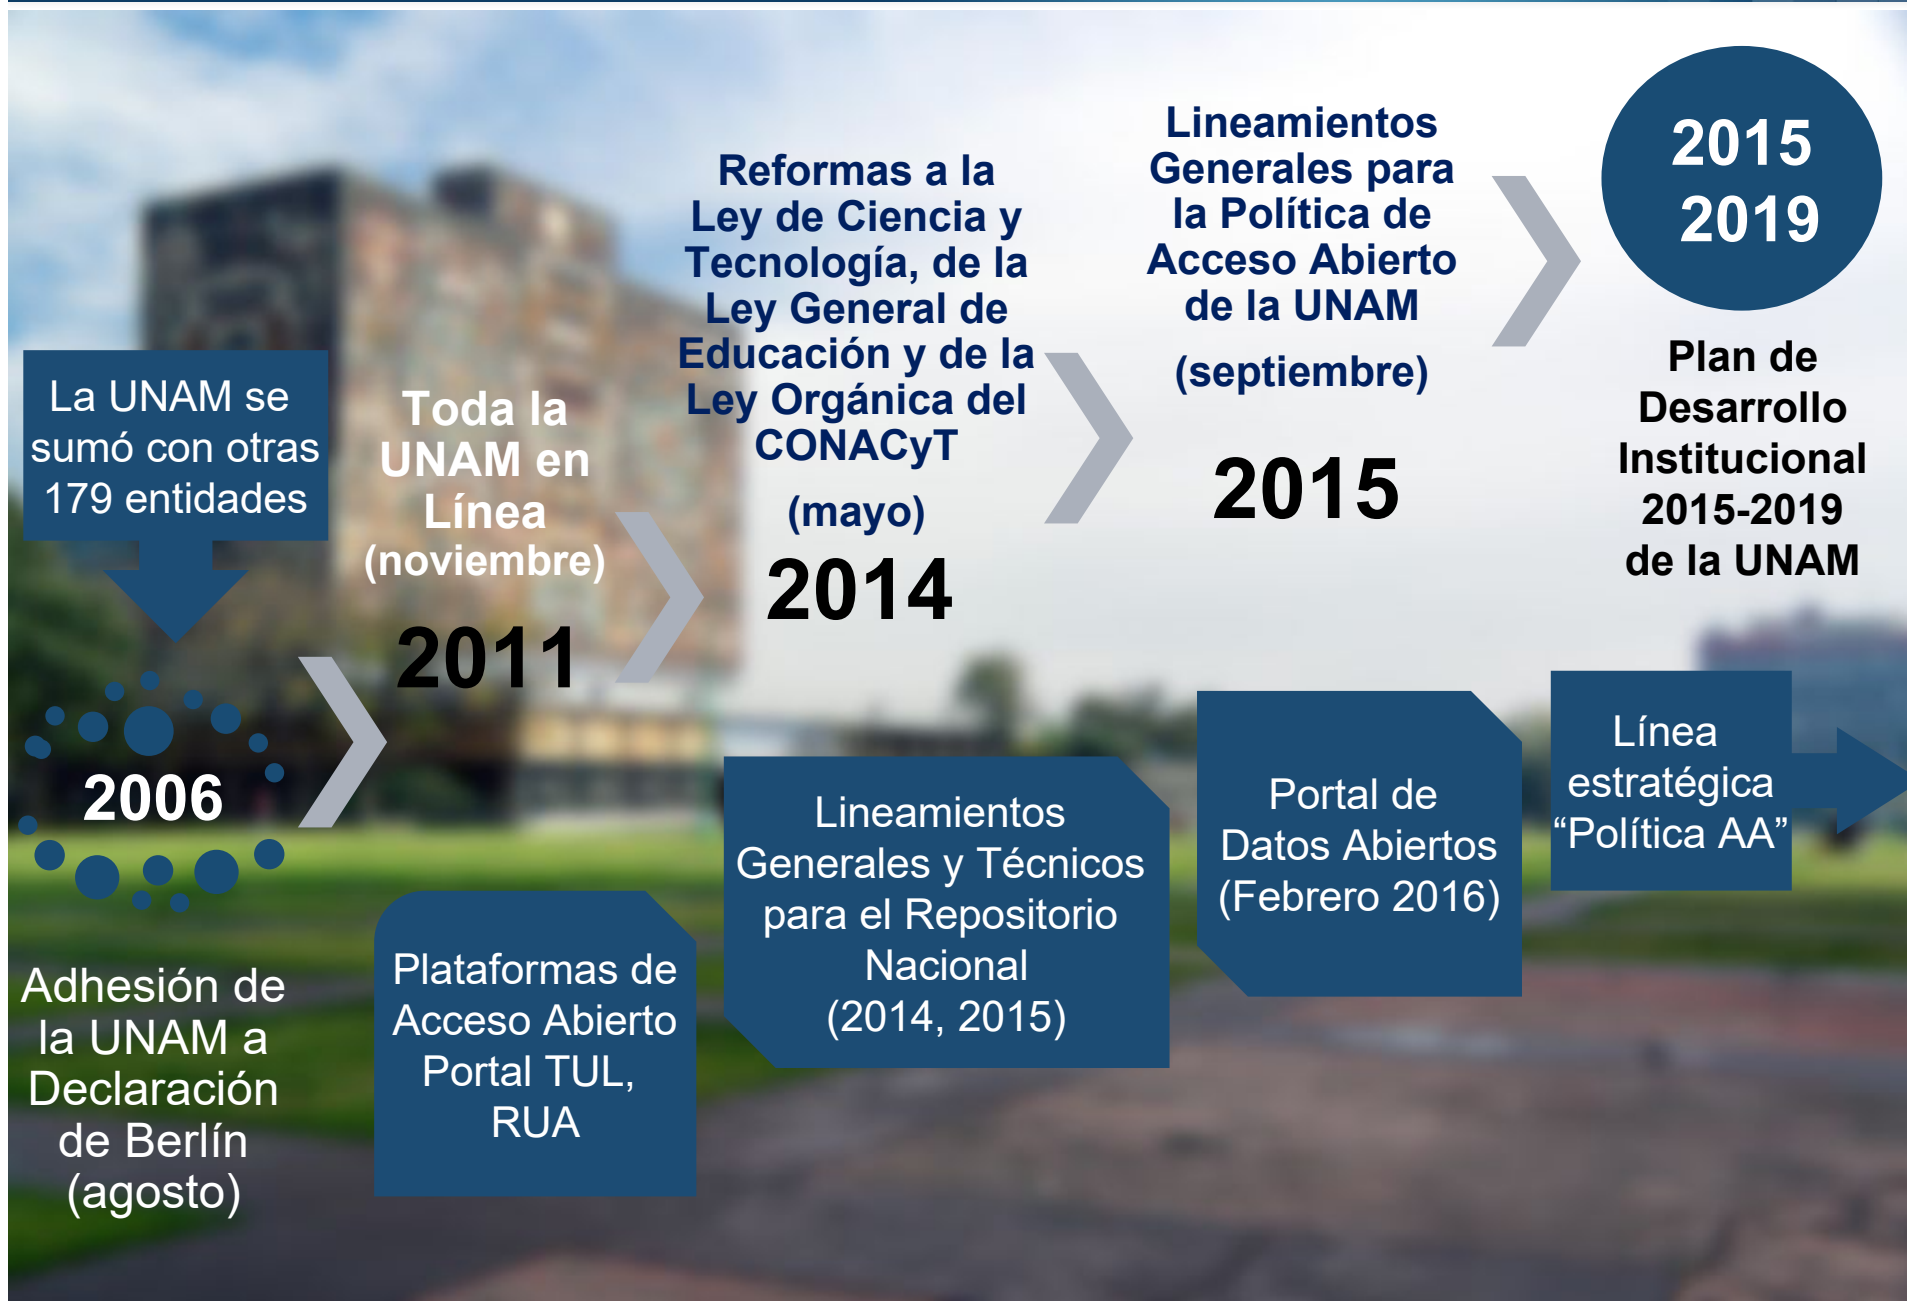 La UNAM se
sumó con otras
179 entidades
2006
Adhesión de
la UNAM a
Declaración
de Berlín
(agosto)
Toda la
UNAM en
Línea
(noviembre)
2011
Plataformas de
Acceso Abierto
Portal TUL,
RUA
Reformas a la
Ley de Ciencia y
Tecnología, de la
Ley General de
Educación y de la
Ley Orgánica del
CONACyT
(mayo)
2014
Lineamientos
Generales y Técnicos
para el Repositorio
Nacional
(2014, 2015)
Lineamientos
Generales para
la Política de
Acceso Abierto
de la UNAM
(septiembre)
2015
Portal de
Datos Abiertos
(Febrero 2016)
2015
2019
Plan de
Desarrollo
Institucional
2015-2019
de la UNAM
Línea
estratégica
“Política AA”